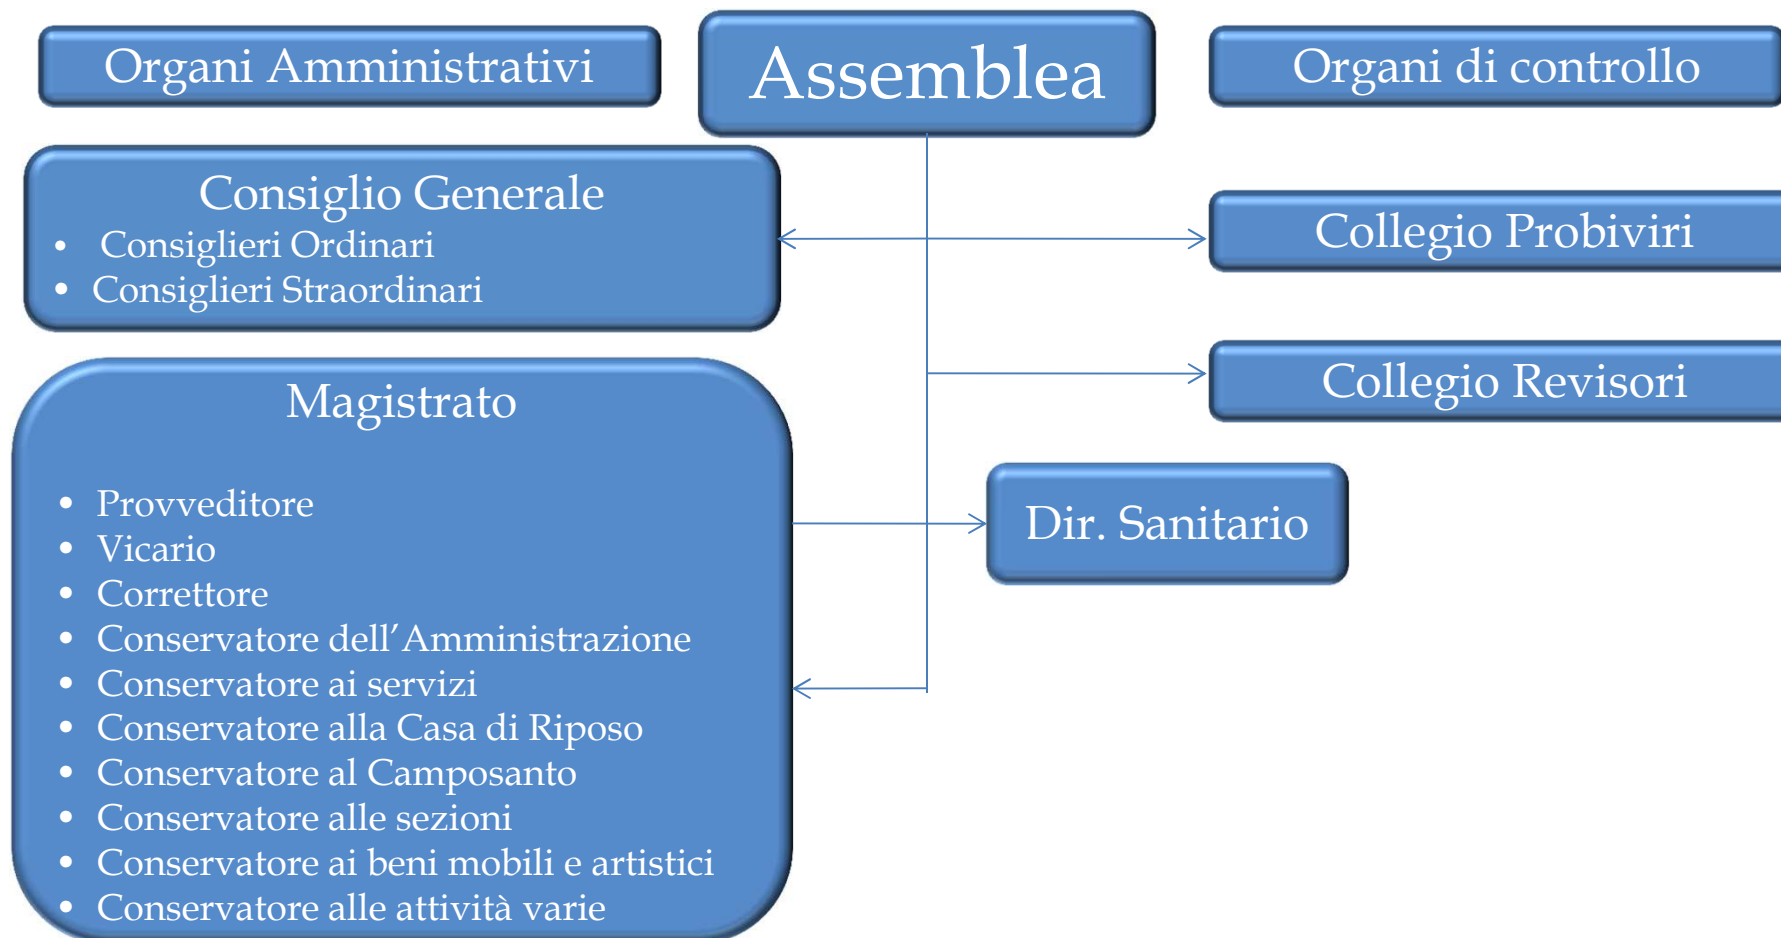 Organi Amministrativi
Assemblea
Organi di controllo
Consiglio Generale
• Consiglieri Ordinari
• Consiglieri Straordinari
Collegio Probiviri
Collegio Revisori
Magistrato
• Provveditore
• Vicario
• Correttore
• Conservatore dell’Amministrazione
• Conservatore ai servizi
• Conservatore alla Casa di Riposo
• Conservatore al Camposanto
• Conservatore alle sezioni
• Conservatore ai beni mobili e artistici
• Conservatore alle attività varie
Dir. Sanitario